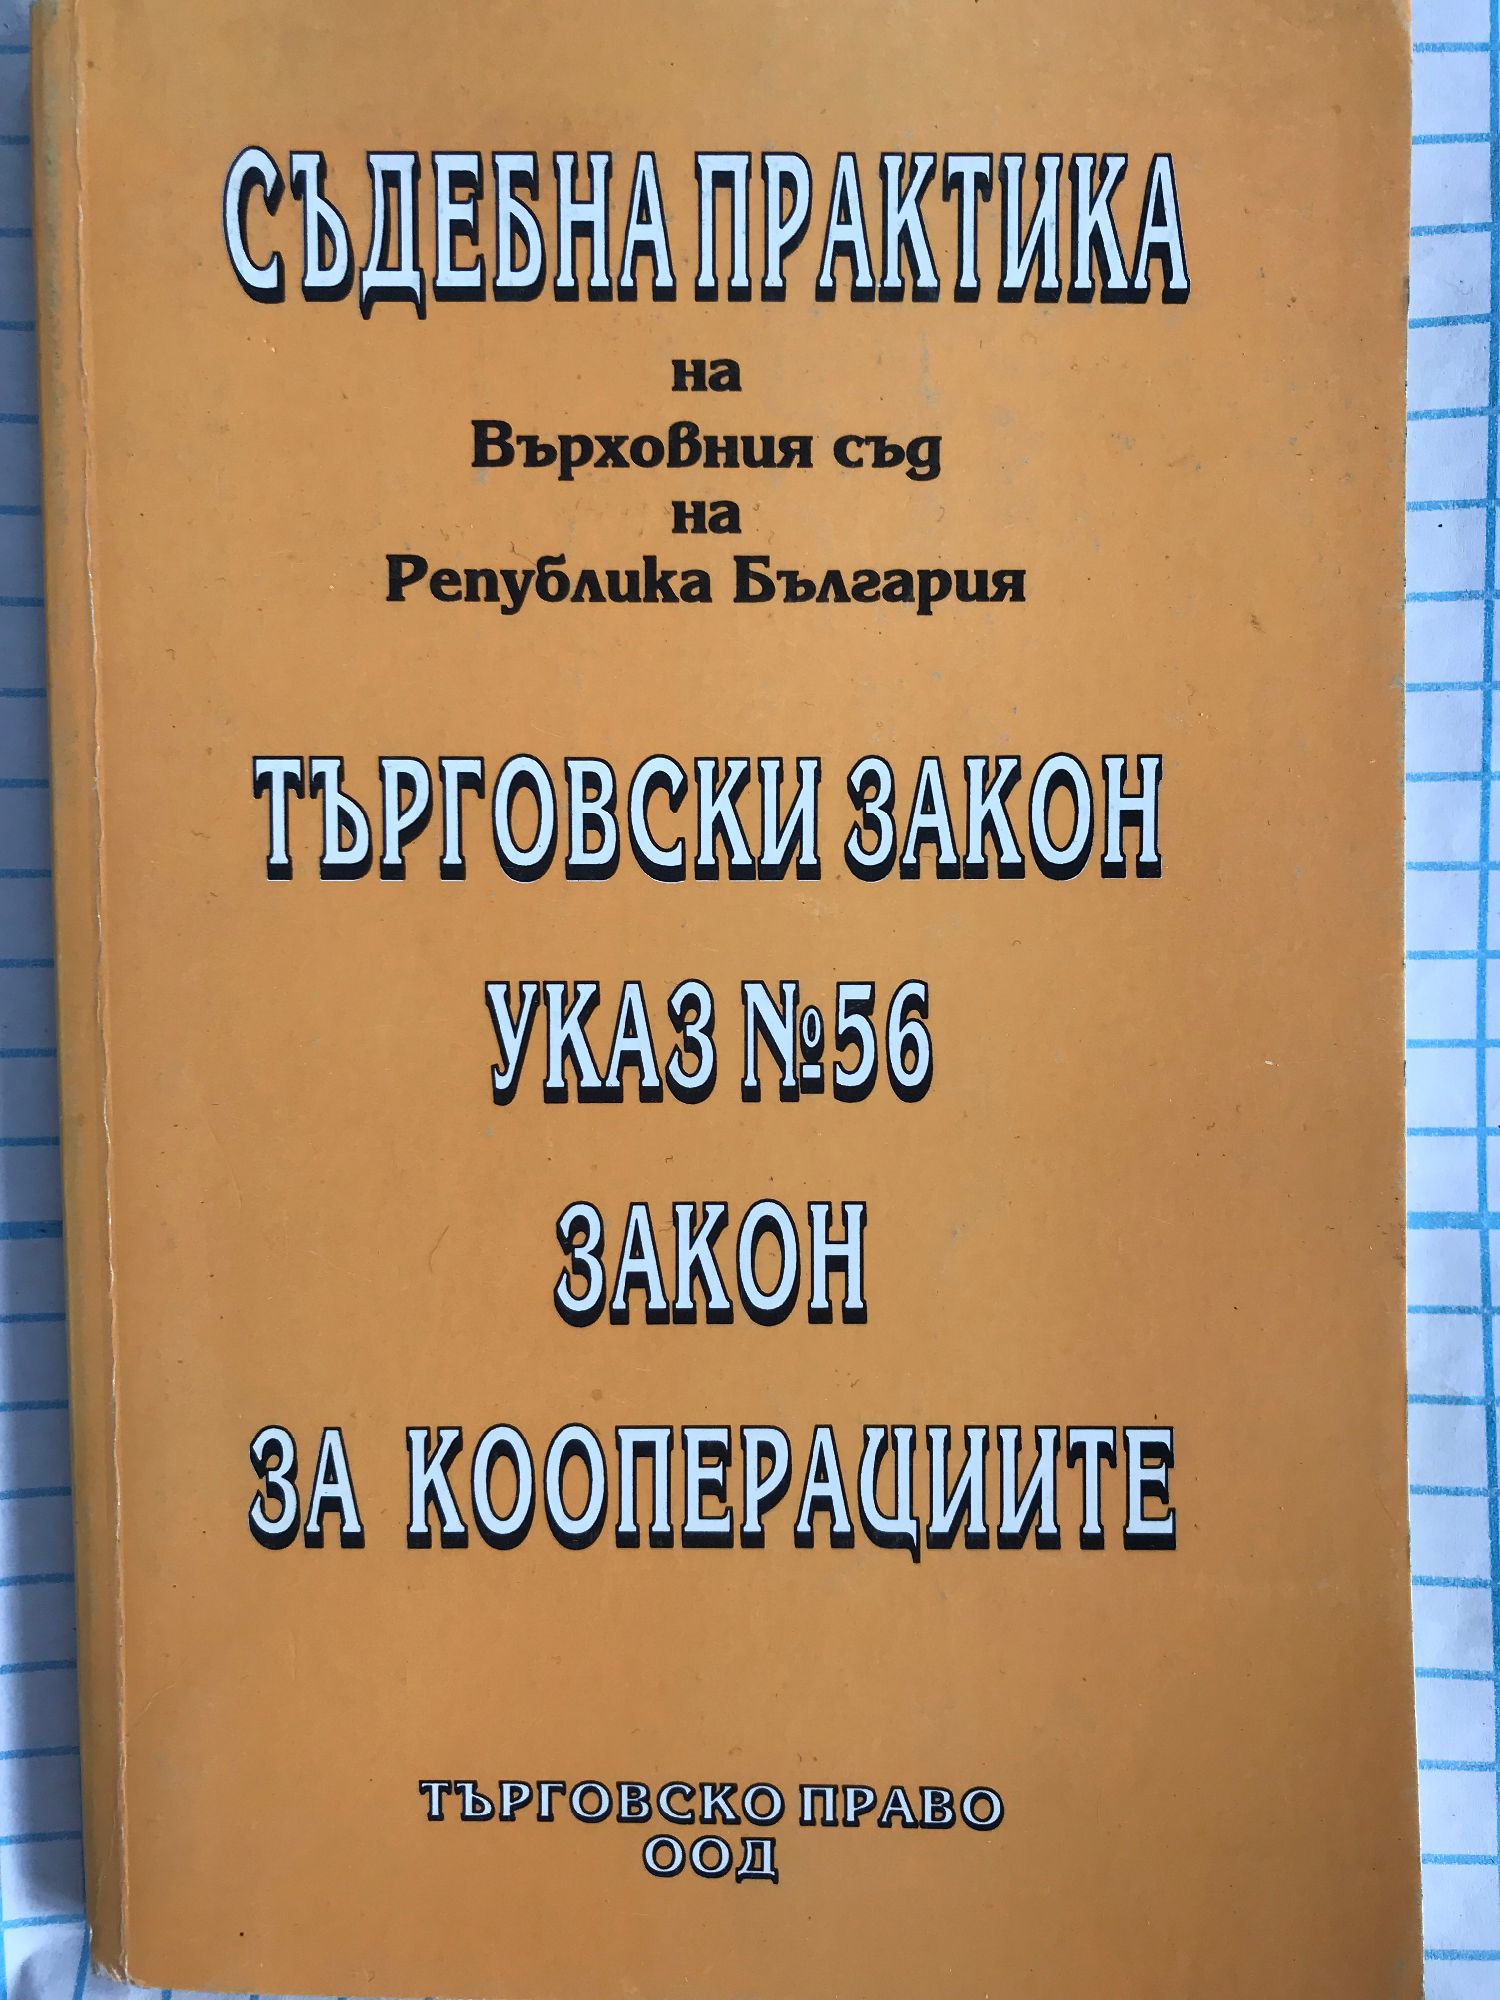 СЪДЕБНА ПРАКТИКА
на
Върховния съд
на
Република България
ТЪРГОВСКИ ЗАКОН
УКАЗ №56
ЗАКОН
ЗА КООПЕРАЦИИТЕ
ТЪРГОВСКО ПРАВО
ООД